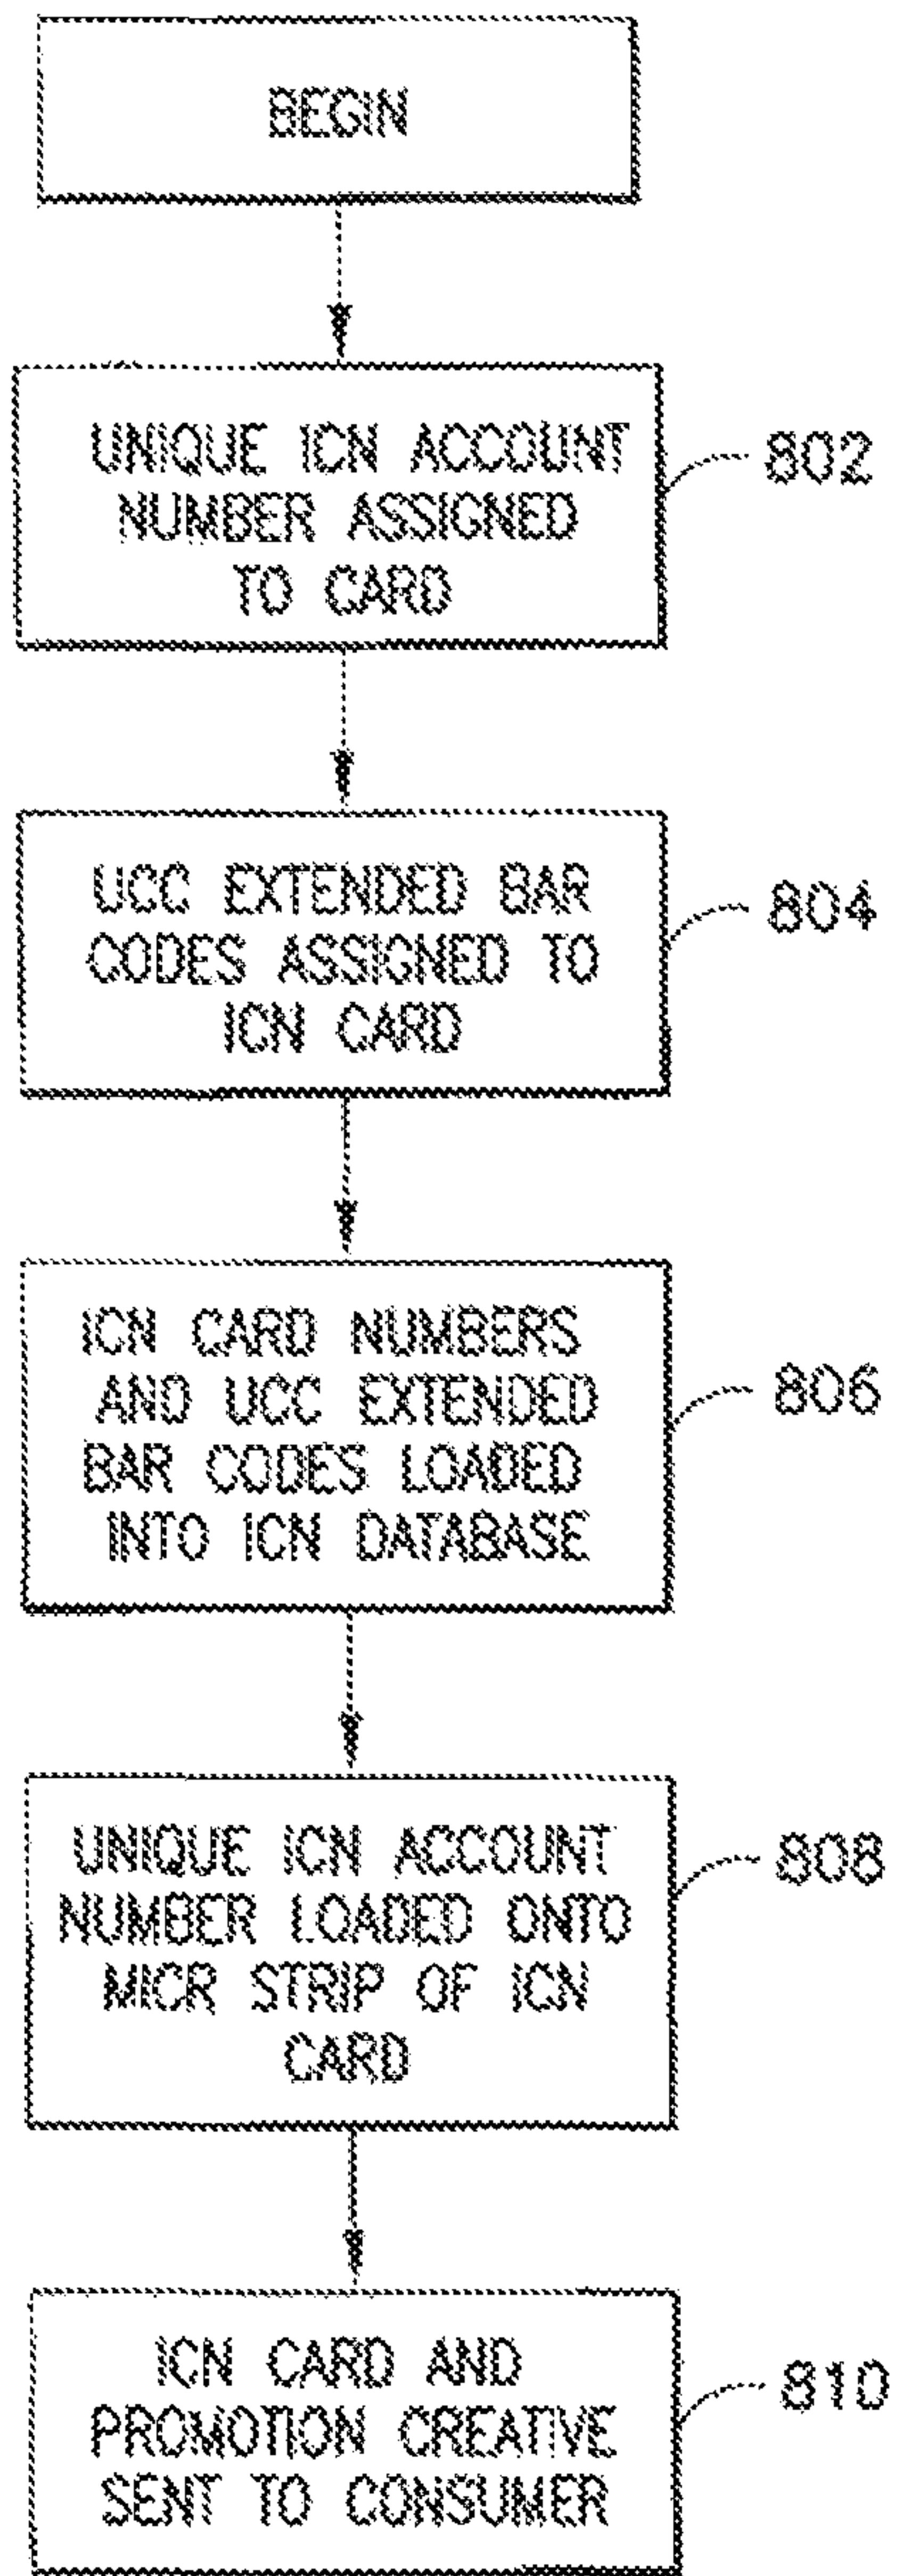 BEGIN
UNIQUE ICN ACCOUNT
NUMBER ASSIGNED
TO CARD
802
UCC EXTENDED BAR
CODES ASSIGNED TO
ICN CARD
804
ICN CARD NUMBERS
AND UCC EXTENDED
BAR CODES LOADED
INTO ICN DATABASE
806
UNIQUE ICN ACCOUNT
NUMBER LOADED ONTO
MICR STRIP OF ICN
CARD
808
ICN CARD AND
PROMOTION CREATIVE
SENT TO CONSUMER
810